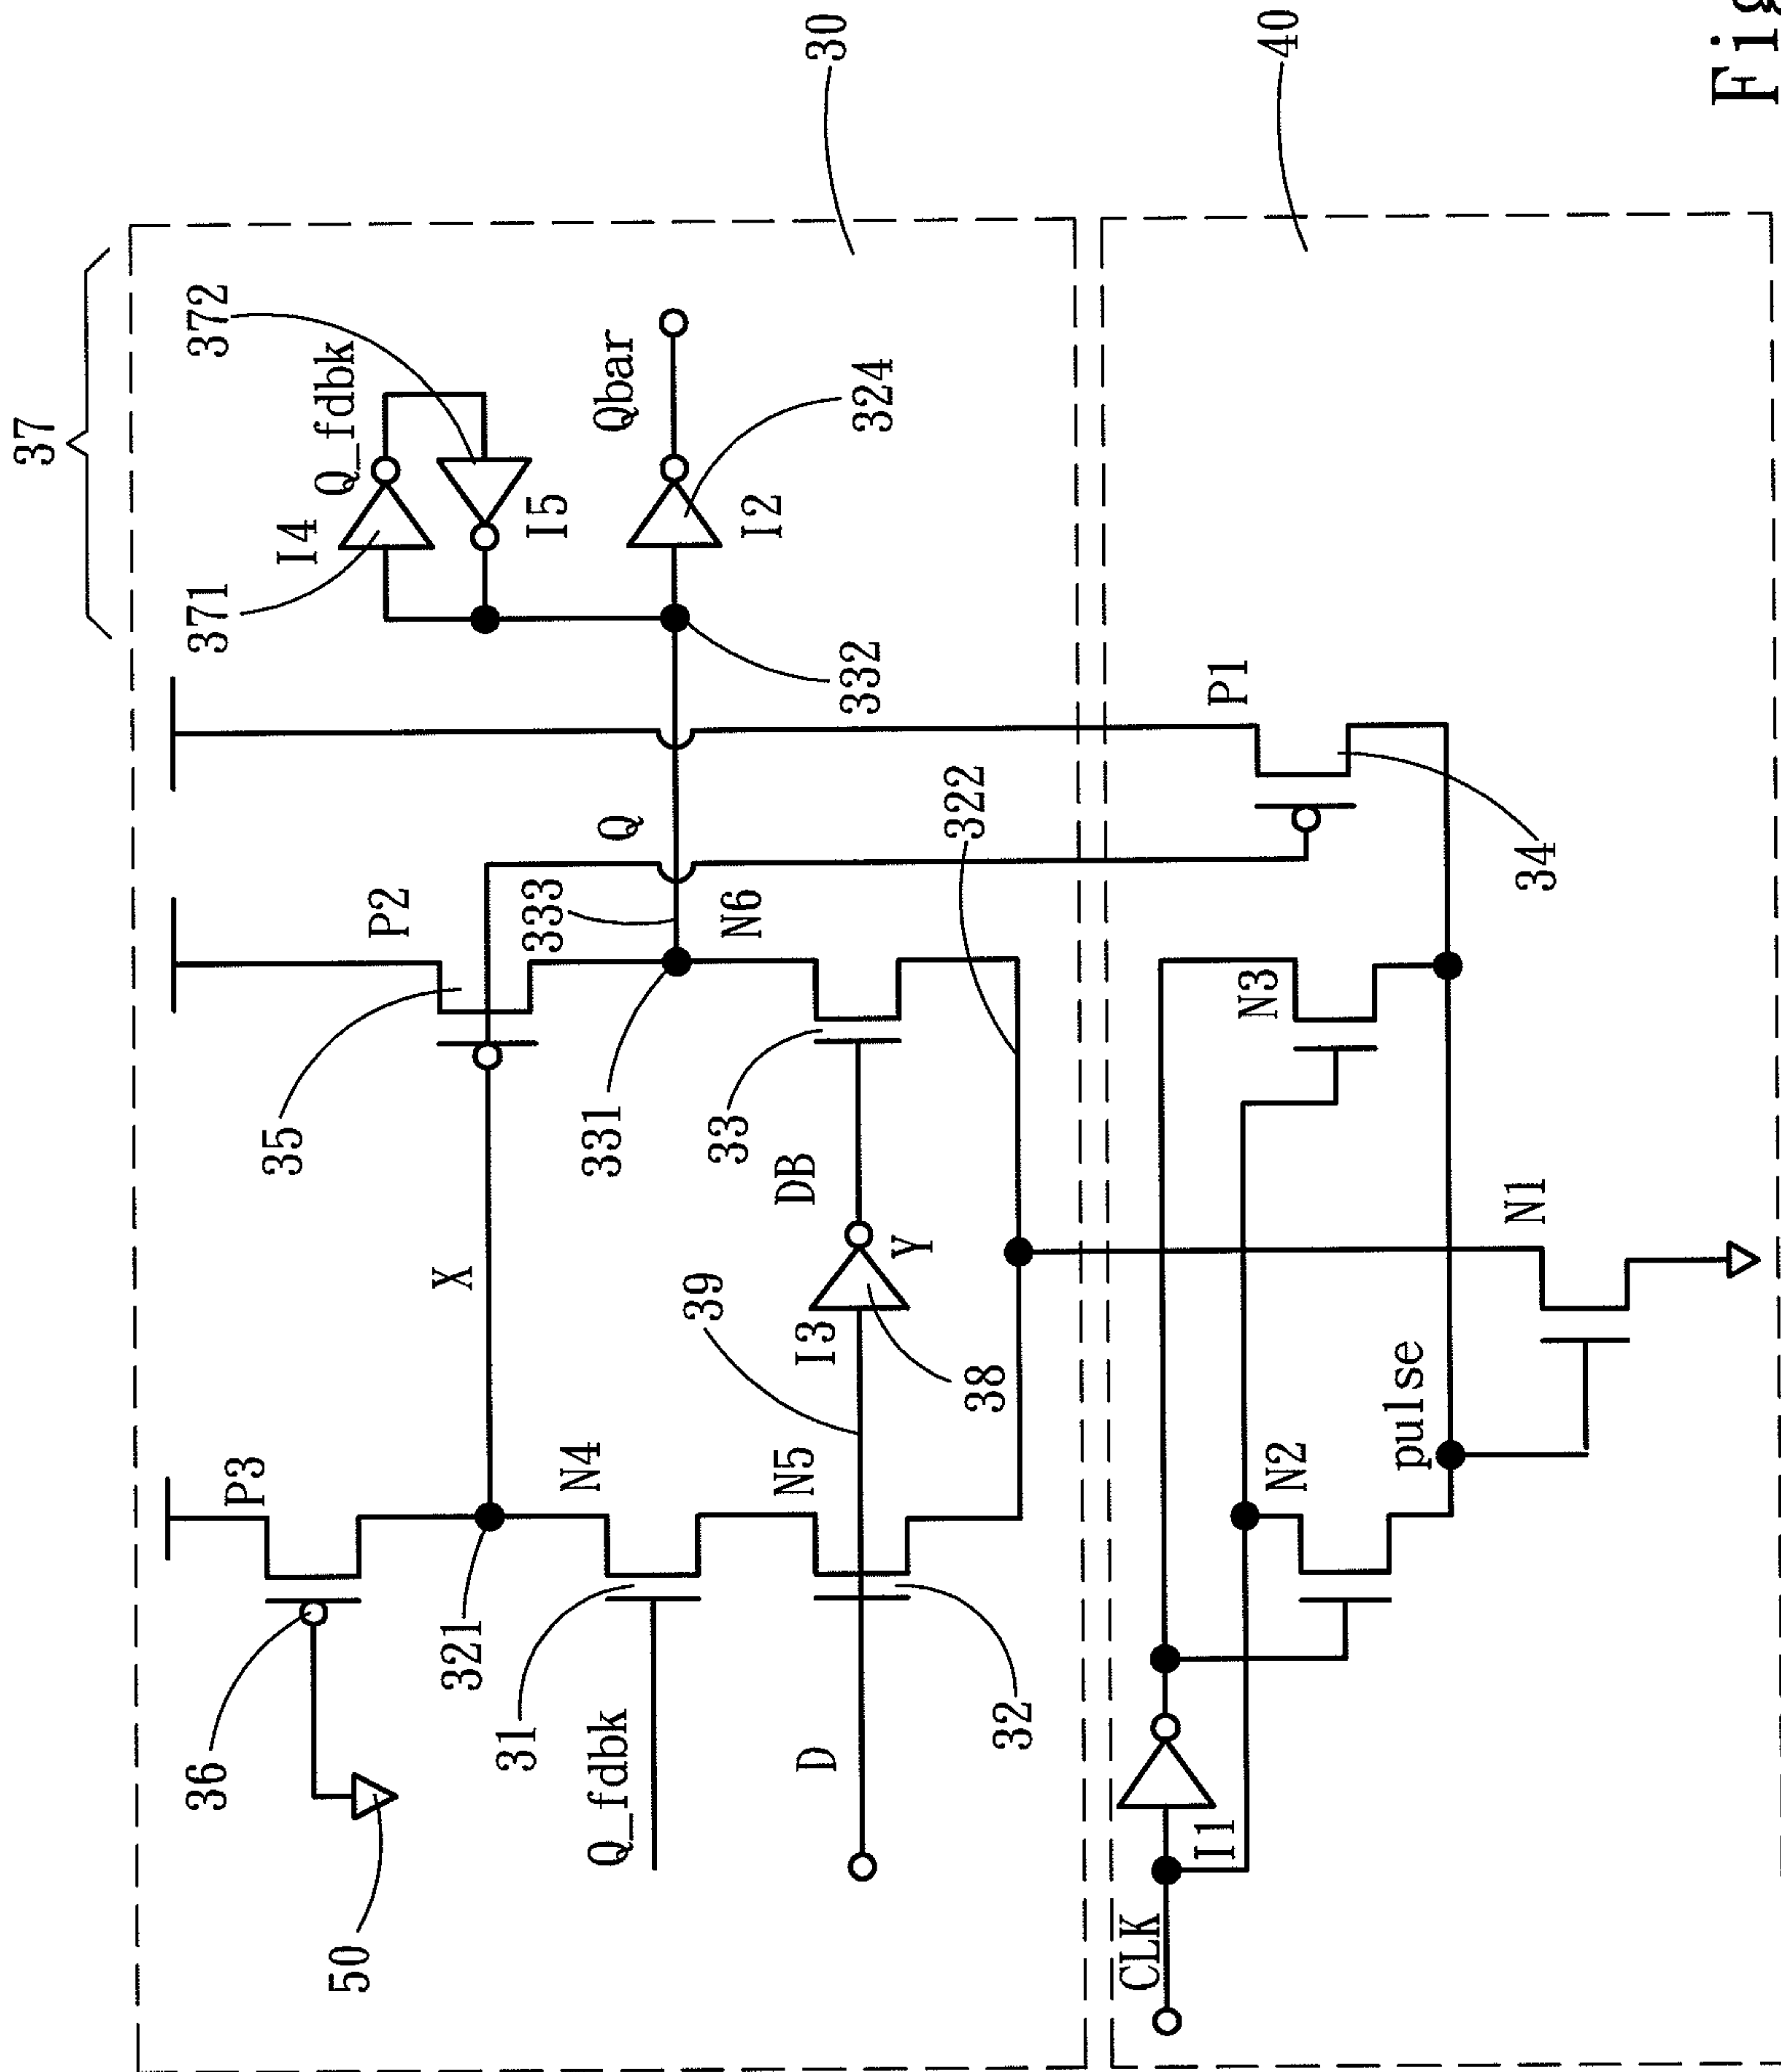 37
36
P3
371
372
I4
Q_fdbk
50
35
P2
321
X
333
I5
31
Q_fdbk
N4
331
Q
Qbar
39
33
N6
I2
D
N5
I3
DB
332
324
30
Y
32
38
322
CLK
I1
N3
P1
40
N2
pulse
N1
34
Fig